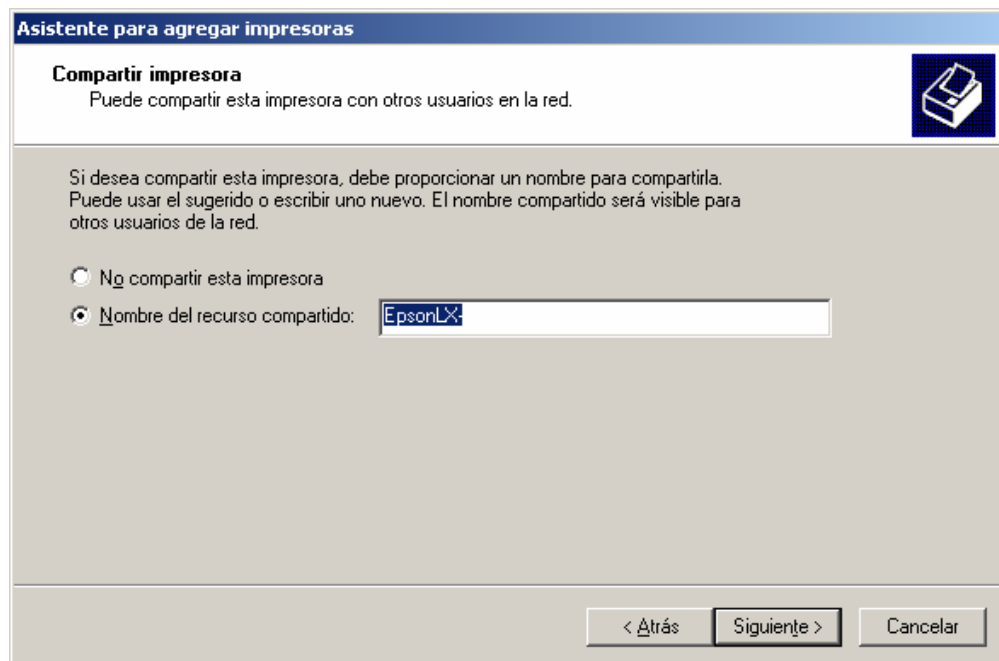 Asistente para agregar impresoras
Compartir impresora
Puede compartir esta impresora con otros usuarios en la red.
Si desea compartir esta impresora, debe proporcionar un nombre para compartirla.
Puede usar el sugerido o escribir uno nuevo. El nombre compartido será visible para
otros usuarios de la red.
No compartir esta impresora
Nombre del recurso compartido: EpsonLX-
< Atrás Siguiente > Cancelar